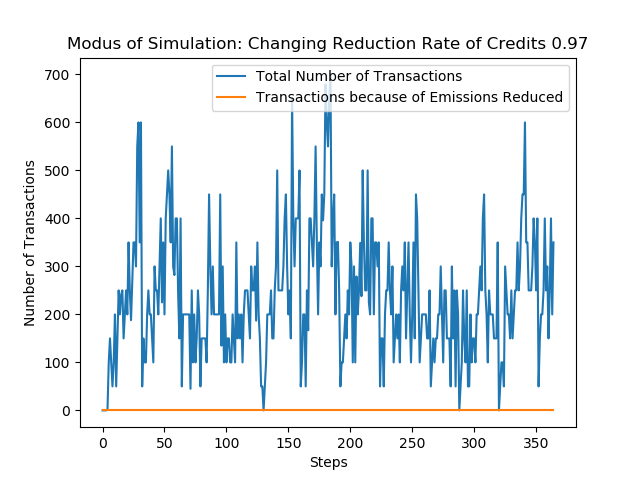 Modus of Simulation: Changing Reduction Rate of Credits 0.97
Total Number of Transactions
Transactions because of Emissions Reduced
Number of Transactions
700
600
500
400
300
200
100
0
0 50 100 150 200 250 300 350
Steps